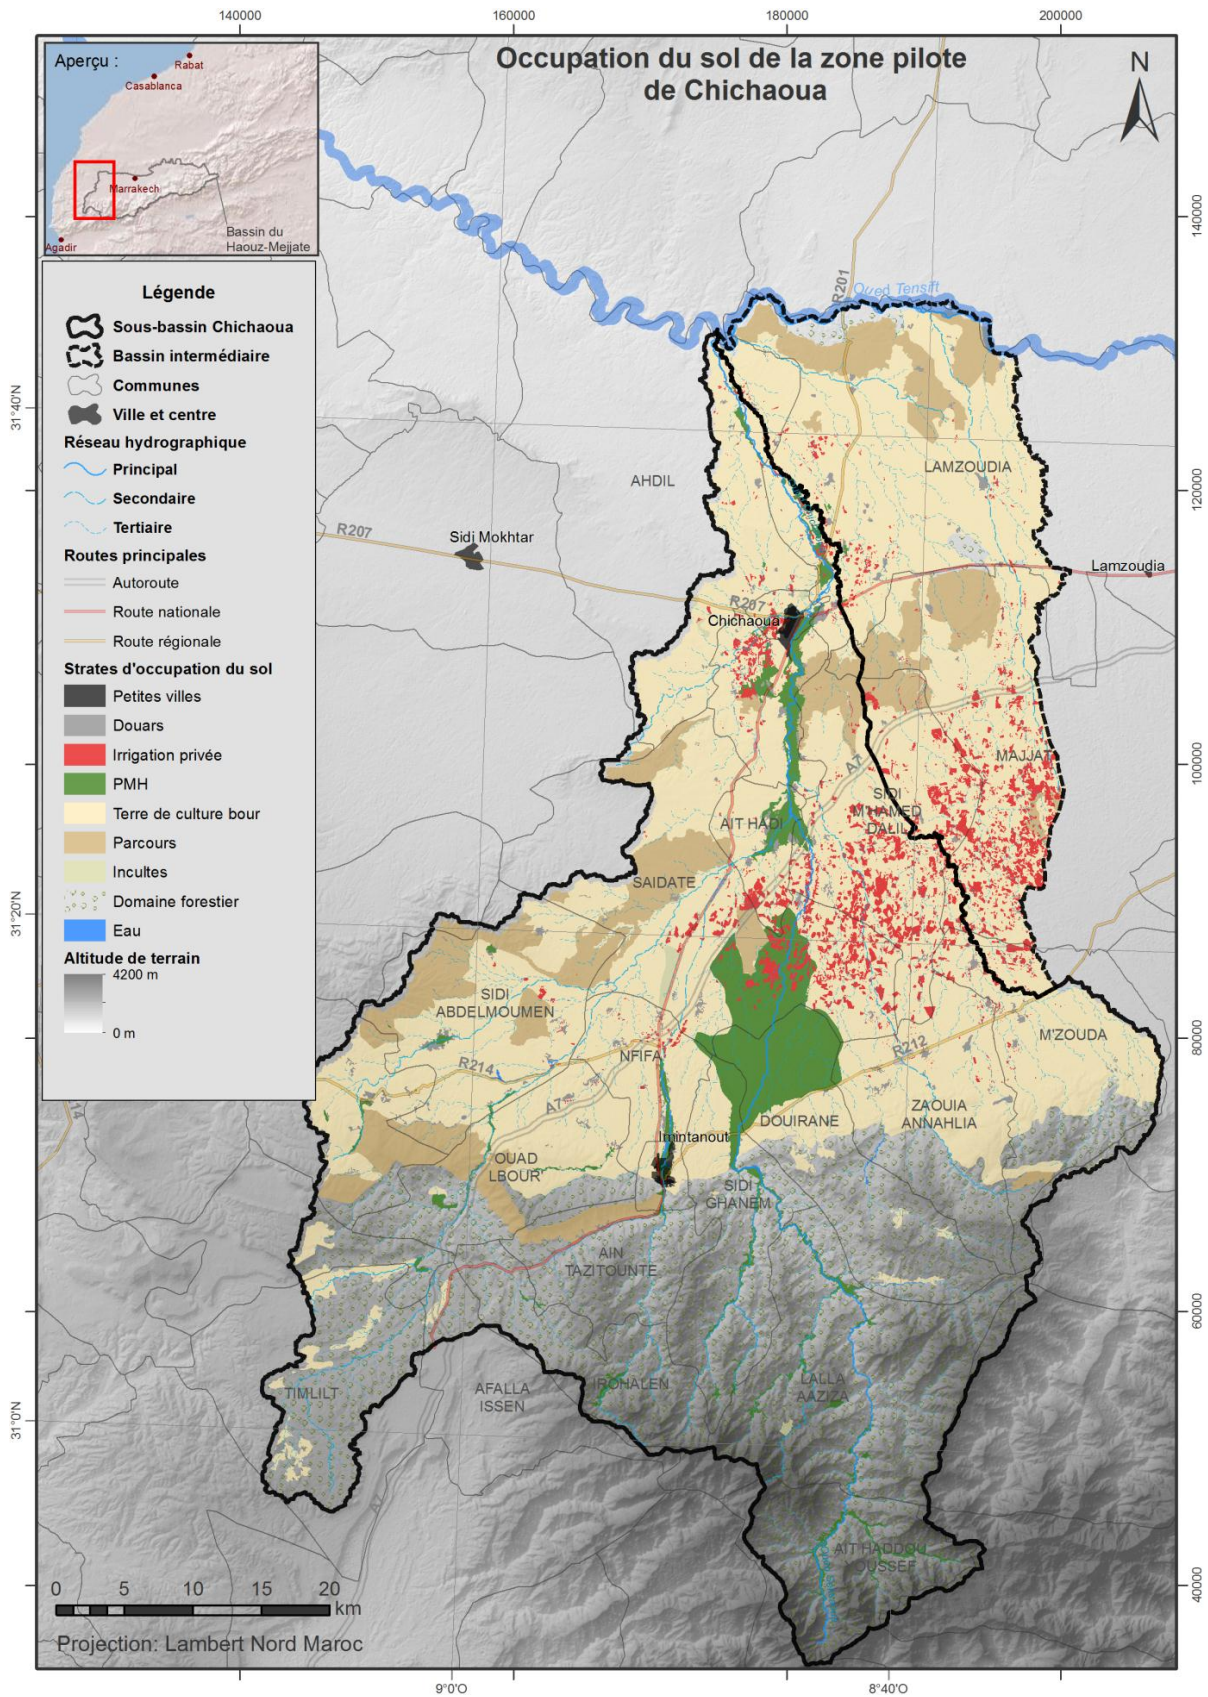 140000
160000
180000
200000
Occupation du sol de la zone pilote
de Chichaoua
N
Aperçu :
Rabat
Casablanca
Marrakech
Agadir
Bassin du
Haouz-Mejjate
Légende
Sous-bassin Chichaoua
Bassin intermédiaire
Communes
Ville et centre
Réseau hydrographique
Principal
Secondaire
Tertiaire
Routes principales
Autoroute
Route nationale
Route régionale
Strates d'occupation du sol
Petites villes
Douars
Irrigation privée
PMH
Terre de culture bour
Parcours
Incultes
Domaine forestier
Eau
Altitude de terrain
4200 m
0 m
140000
120000
100000
80000
60000
40000
31°40'N
31°20'N
31°0'N
R201
Oued Tensift
LAMZOUDIA
AHDIL
R207
Sidi Mokhtar
Lamzoudia
R207
Chichaoua
MAJJAT
A7
SIDI
M'HAMED
DALIL
AIT HADI
SAIDATE
SIDI
ABDELMOUMEN
M'ZOUDA
NFIFA
R212
R214
A7
ZAOUIA
ANNAHLIA
DOUIRANE
Imintanout
OUAD
LBOUR
SIDI
GHANEM
AIN
TAZITOUNTE
TIMLILT
AFALLA
ISSEN
IROHALEN
LALLA
AAZIZA
AIT HADDOU
YOUSSEF
0 5 10 15 20
km
Projection: Lambert Nord Maroc
9°0'O
8°40'O